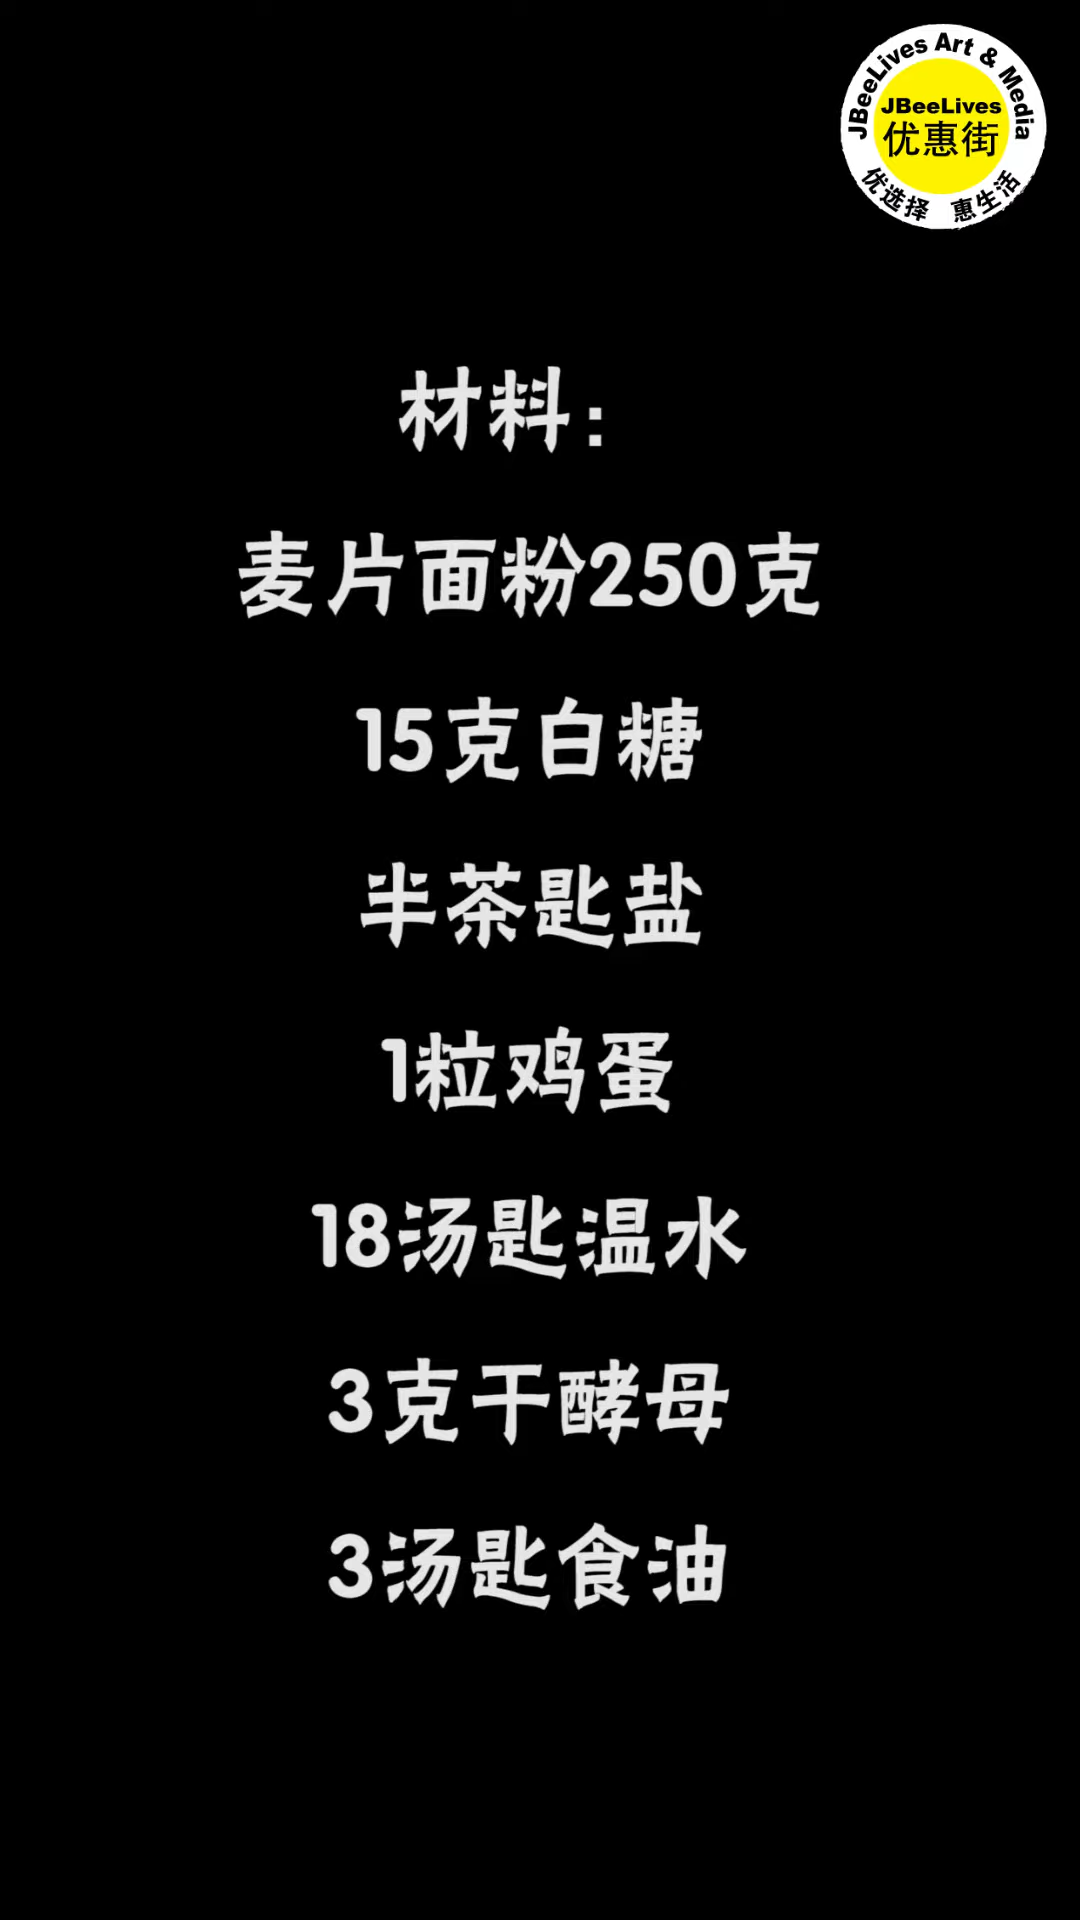 JBeeLives Art & Media
JBeeLives
优惠街
优选择 惠生活
材料：
麦片面粉250克
15克白糖
半茶匙盐
1粒鸡蛋
18汤匙温水
3克干酵母
3汤匙食油